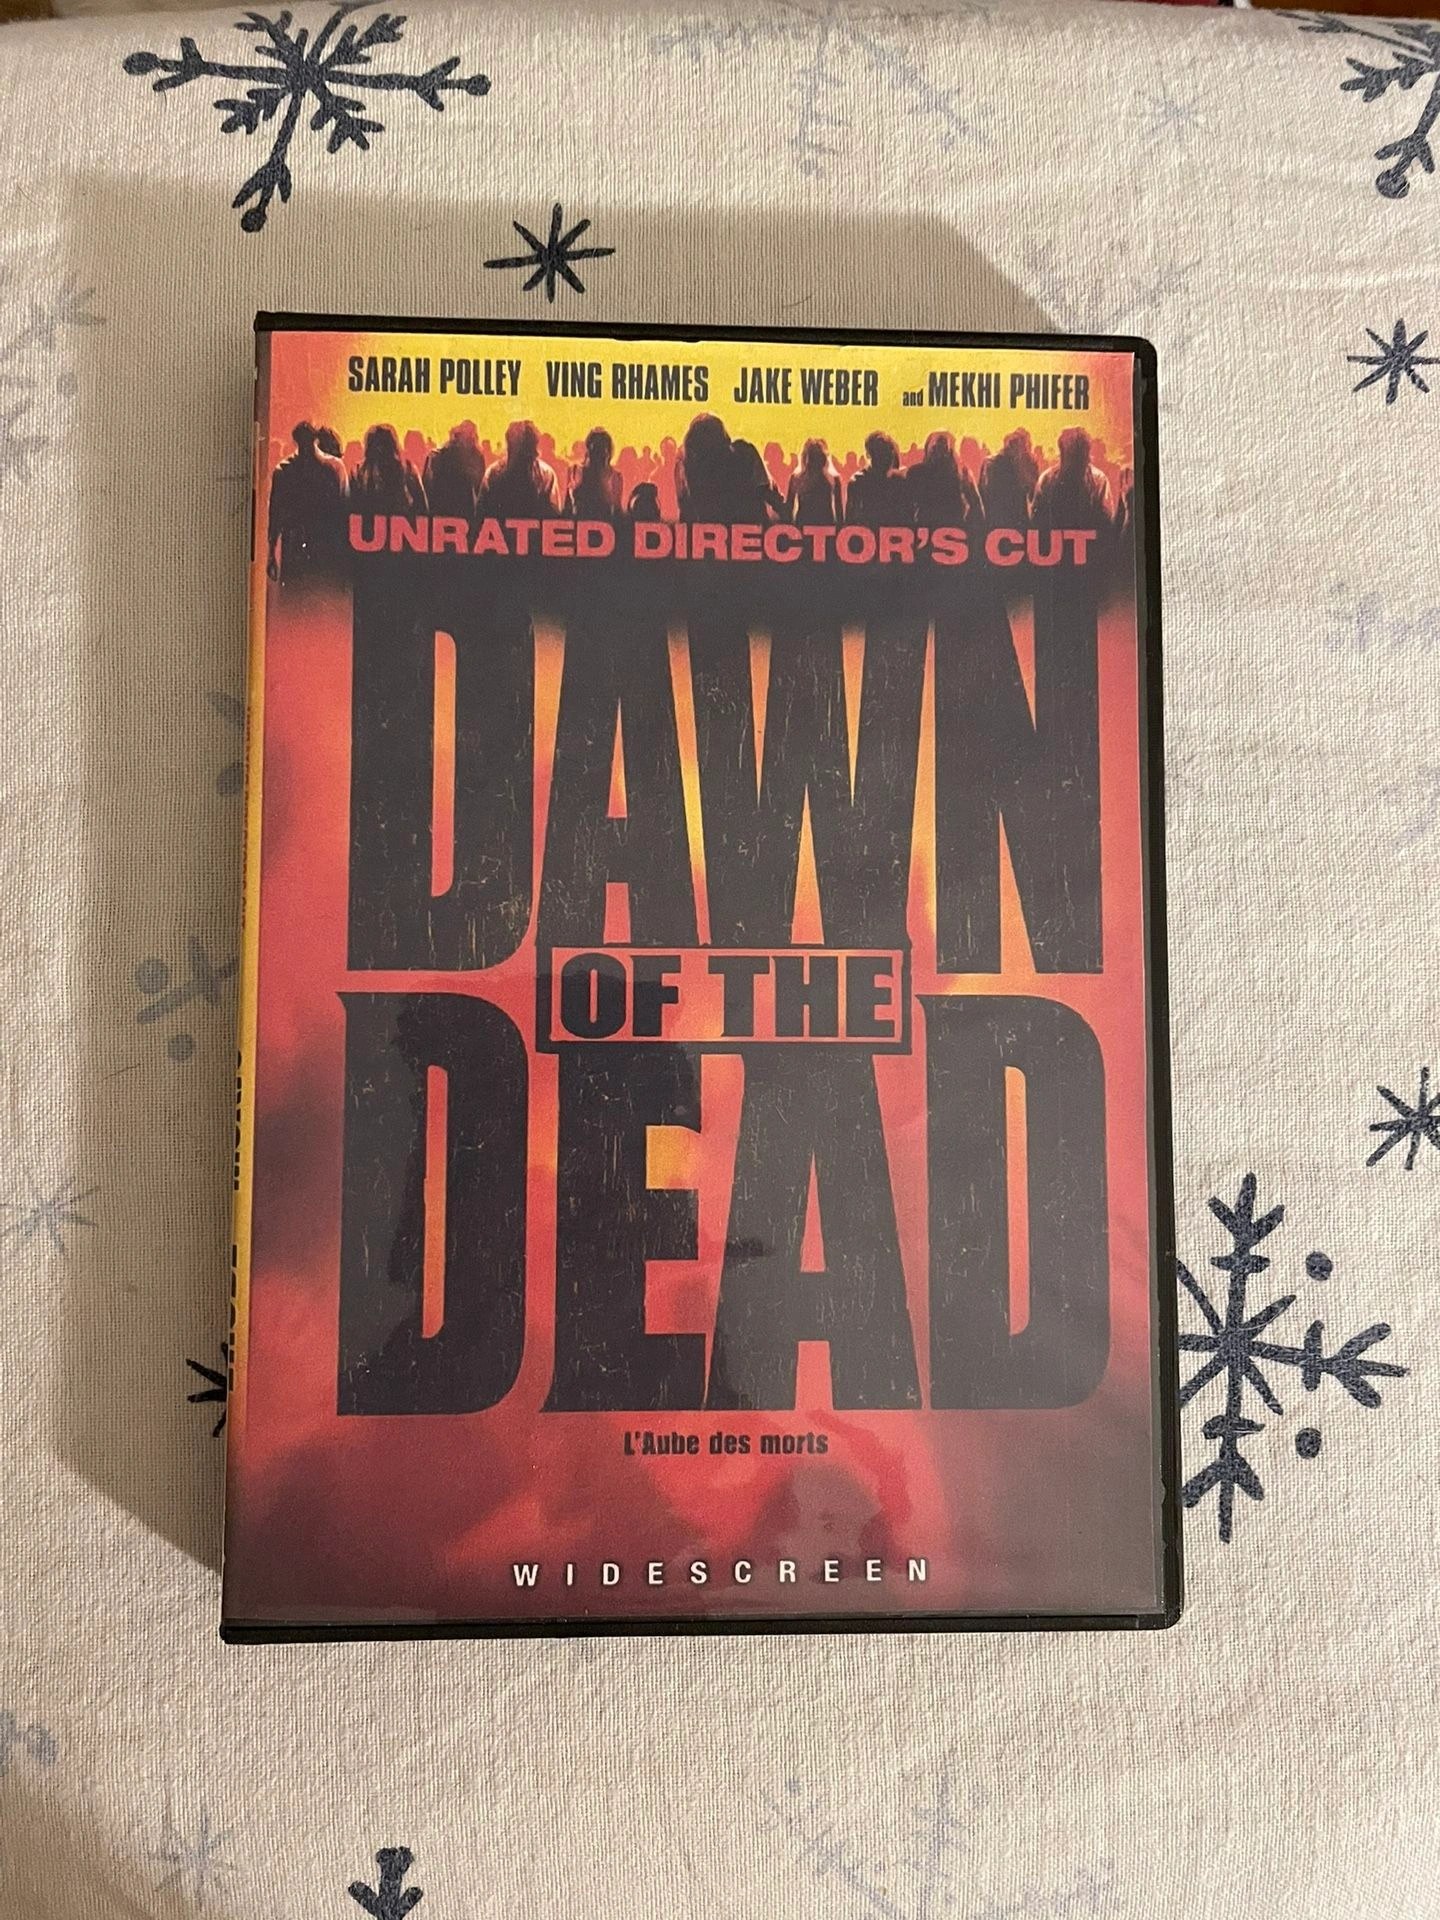 SARAH POLLEY VING RHAMES JAKE WEBER and MEKHI PHIFER
UNRATED DIRECTOR'S CUT
DAWN
OF THE
DEAD
L'Aube des morts
WIDESCREEN